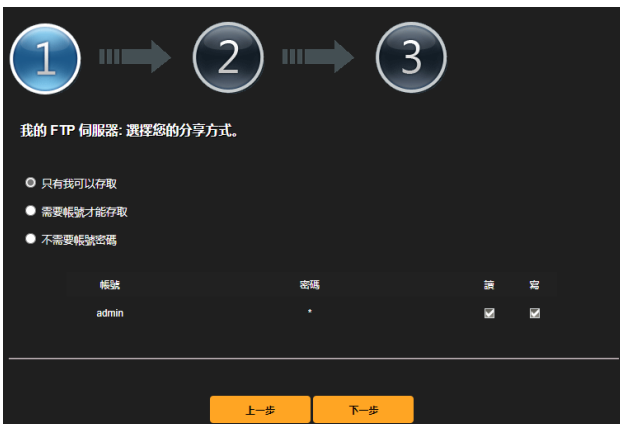 1 2 3
我的 FTP 伺服器: 選擇您的分享方式。
只有我可以存取
需要帳號才能存取
不需要帳號密碼
帳號 密碼 讀 寫
admin *
上一步 下一步